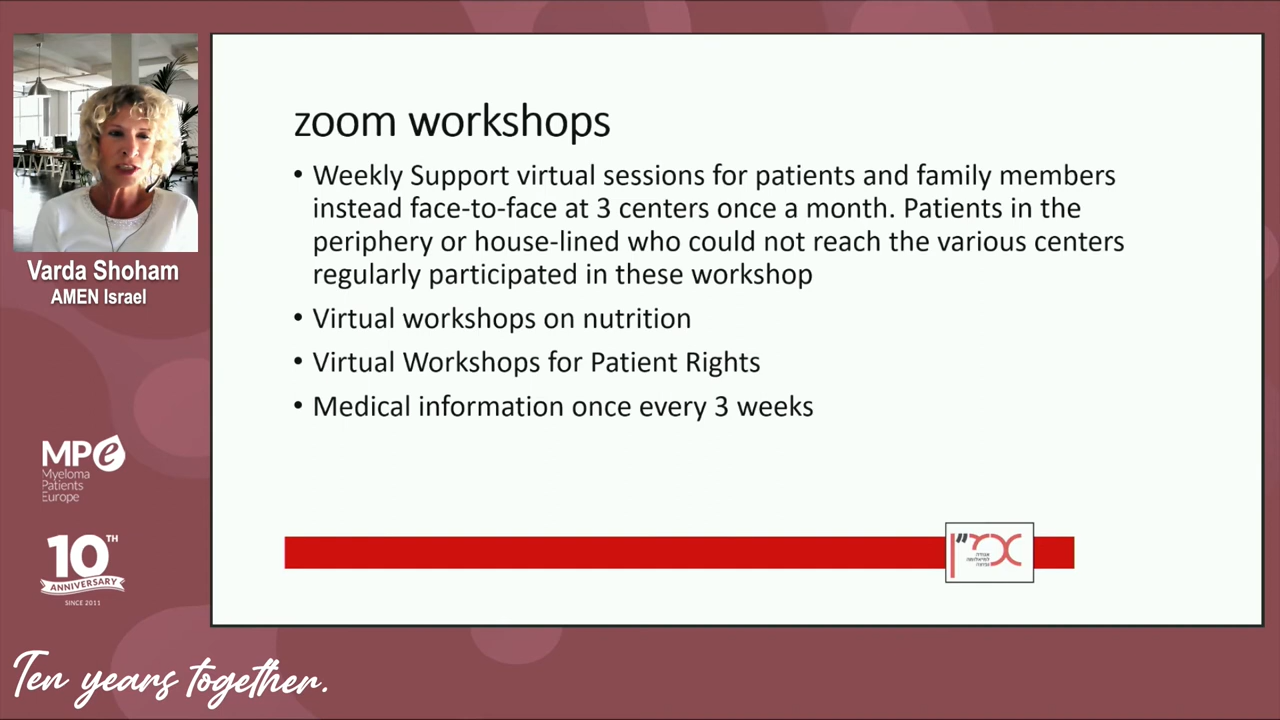 zoom workshops
• Weekly Support virtual sessions for patients and family members
instead face-to-face at 3 centers once a month. Patients in the
periphery or house-lined who could not reach the various centers
regularly participated in these workshop
• Virtual workshops on nutrition
• Virtual Workshops for Patient Rights
• Medical information once every 3 weeks
Varda Shoham
AMEN Israel
MPe
Myeloma
Patients
Europe
10TH
ANNIVERSARY
SINCE 2011
Ten years together.
אמ"ן